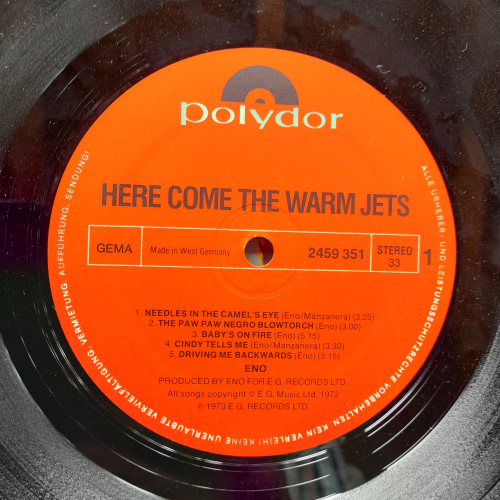 polydor
HERE COME THE WARM JETS
GEMA
Made in West Germany
2459 351
STEREO
33
1
1. NEEDLES IN THE CAMEL'S EYE (Eno/Manzanera) (3.25)
2. THE PAW PAW NEGRO BLOWTORCH (Eno) (3.00)
3. BABY'S ON FIRE (Eno) (5.15)
4. CINDY TELLS ME (Eno/Manzanera) (3.30)
5. DRIVING ME BACKWARDS (Eno) (5.15)
ENO
PRODUCED BY ENO FOR E.G. RECORDS LTD.
All songs copyright © E.G. Music Ltd. 1973
℗ 1973 E.G. RECORDS LTD.
ALLE URHEBER- UND LEISTUNGSSCHUTZRECHTE VORBEHALTEN KEIN VERLEIH! KEINE UNERLAUBTE VERVIELFÄLTIGUNG, VERMIETUNG, AUFFÜHRUNG, SENDUNG!